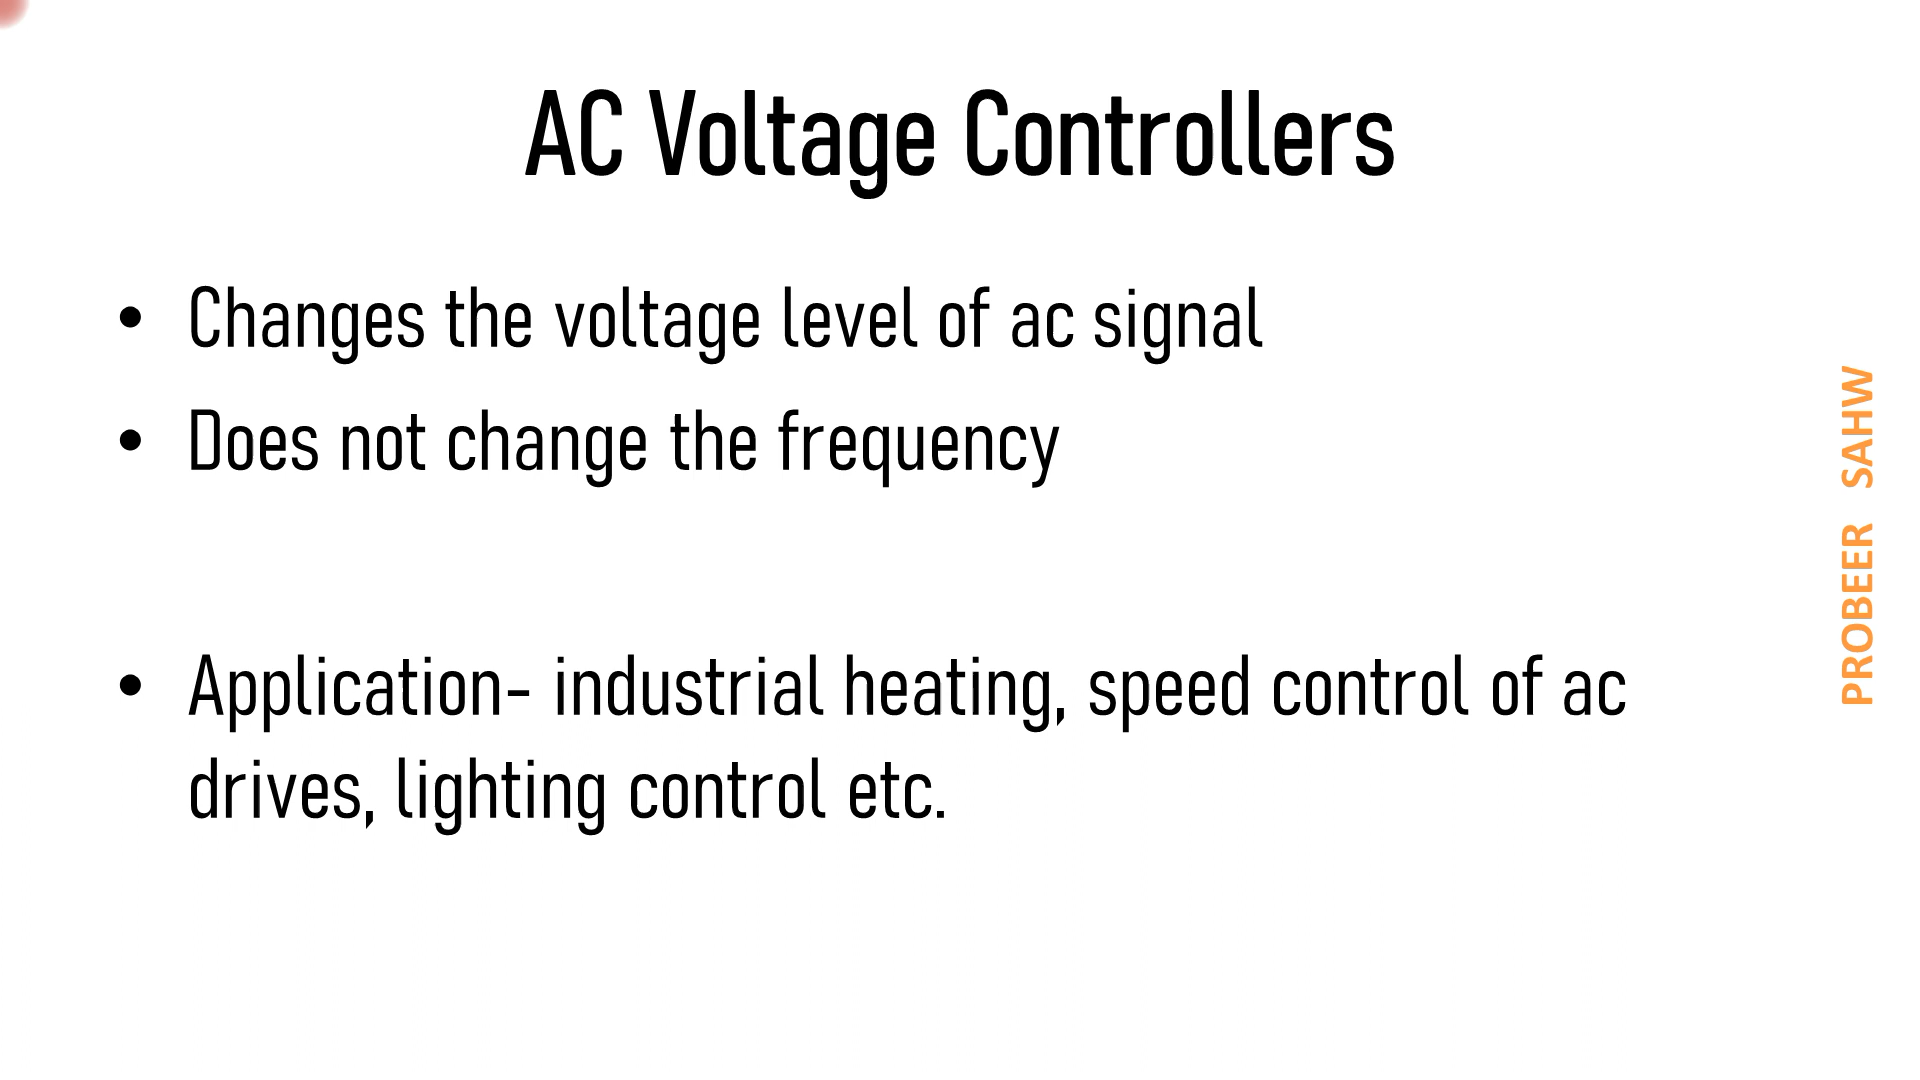 AC Voltage Controllers
• Changes the voltage level of ac signal
• Does not change the frequency
• Application- industrial heating, speed control of ac
drives, lighting control etc.
PROBEER SAHW